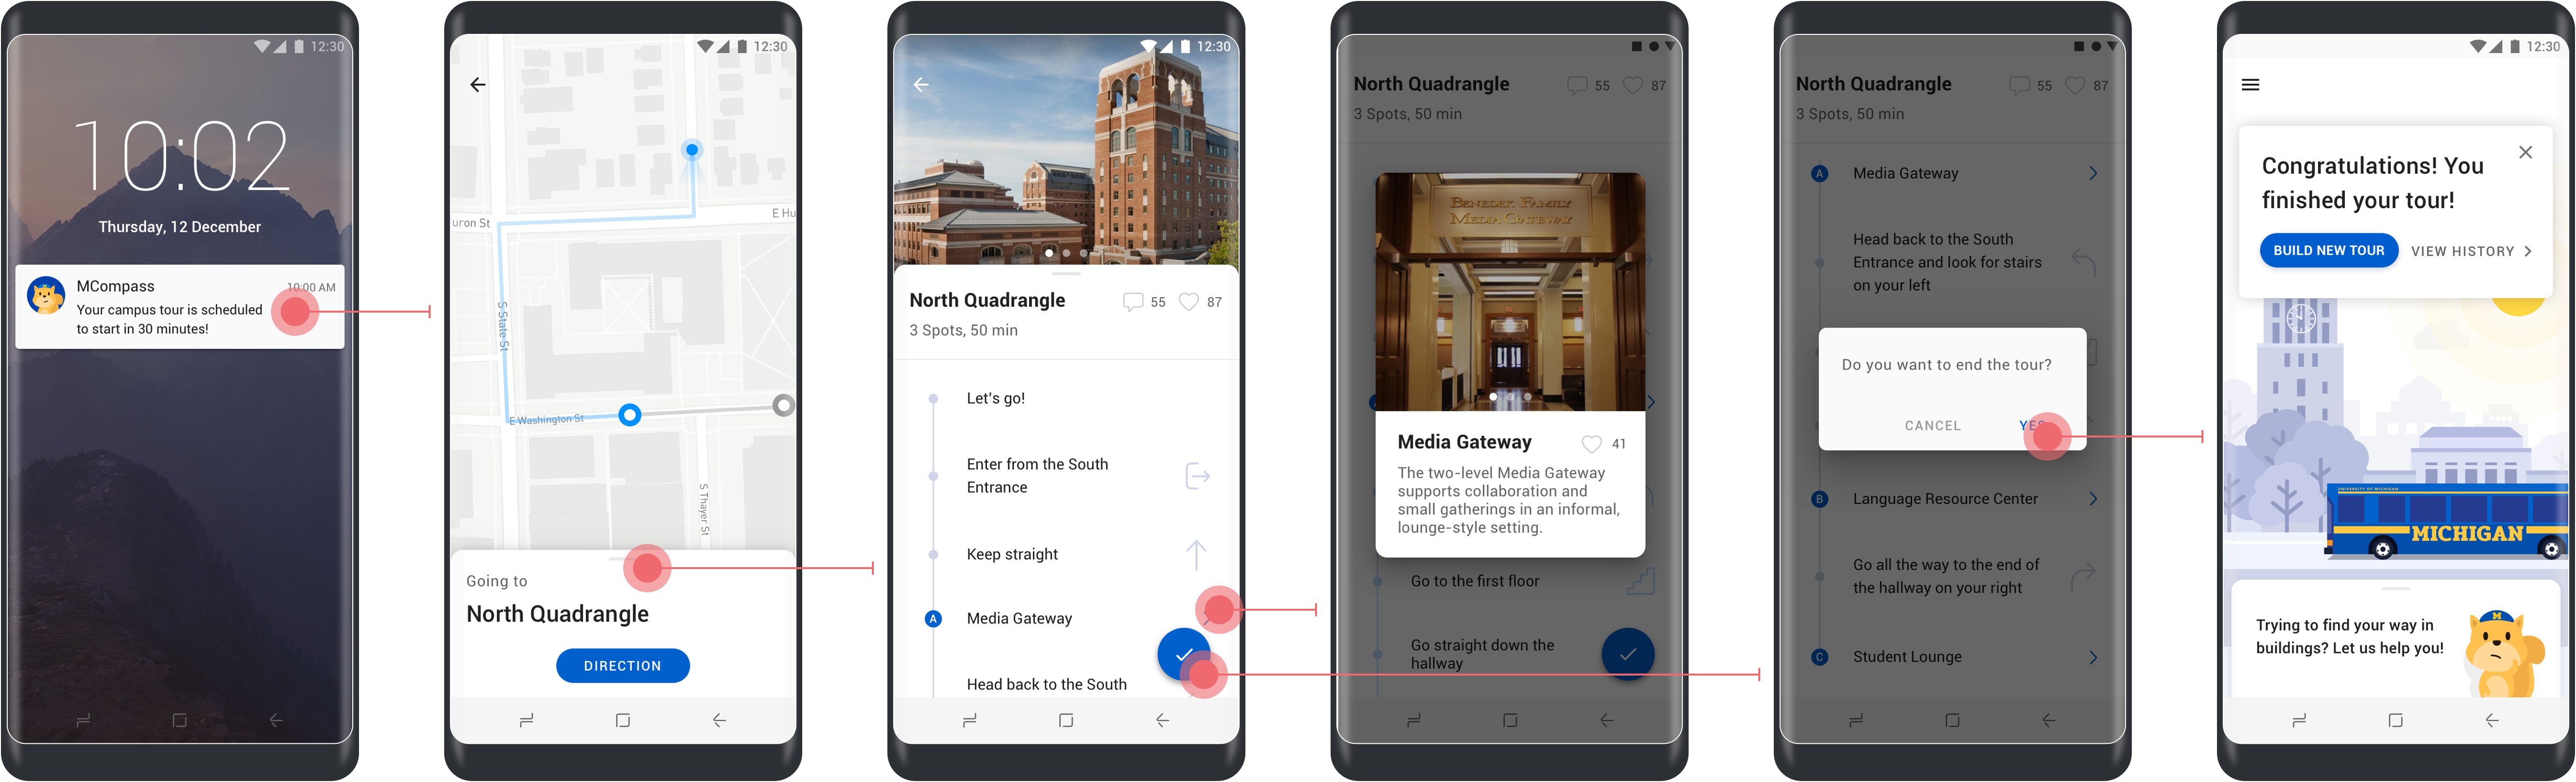 12:30
10:02
Thursday, 12 December
MCompass
10:00 AM
Your campus tour is scheduled
to start in 30 minutes!
12:30
E Hu
uron St
S State St
E Washington St
S Thayer St
Going to
North Quadrangle
DIRECTION
12:30
North Quadrangle
55
87
3 Spots, 50 min
Let's go!
Enter from the South
Entrance
Keep straight
A
Media Gateway
Head back to the South
North Quadrangle
55
87
3 Spots, 50 min
BENEDEK FAMILY
MEDIA GATEWAY
Media Gateway
41
The two-level Media Gateway
supports collaboration and
small gatherings in an informal,
lounge-style setting.
Go to the first floor
Go straight down the
hallway
North Quadrangle
55
87
3 Spots, 50 min
A
Media Gateway
Head back to the South
Entrance and look for stairs
on your left
Do you want to end the tour?
CANCEL
YES
B
Language Resource Center
Go all the way to the end of
the hallway on your right
C
Student Lounge
12:30
Congratulations! You
finished your tour!
BUILD NEW TOUR
VIEW HISTORY
UNIVERSITY OF MICHIGAN
MICHIGAN
M
Trying to find your way in
buildings? Let us help you!